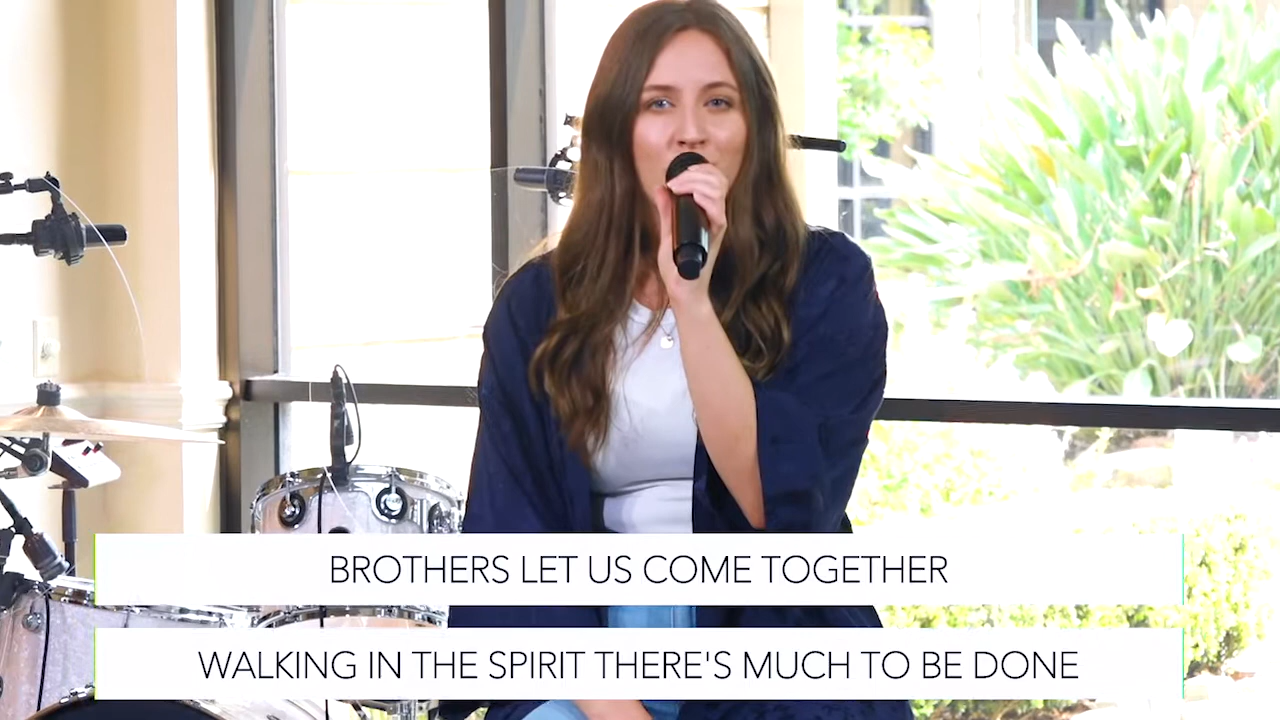 BROTHERS LET US COME TOGETHER
WALKING IN THE SPIRIT THERE'S MUCH TO BE DONE